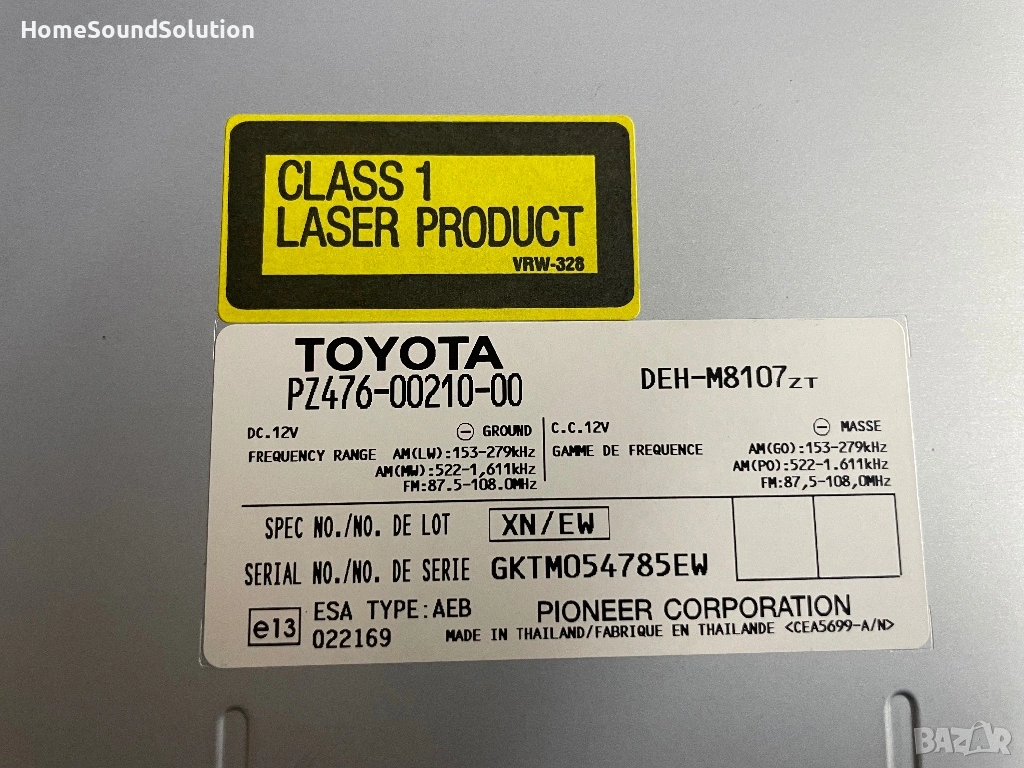 HomeSoundSolution
CLASS 1
LASER PRODUCT
VRW-328
TOYOTA
PZ476-00210-00
DEH-M8107ZT
DC.12V ⊖ GROUND
FREQUENCY RANGE AM(LW):153-279kHz
AM(MW):522-1,611kHz
FM:87.5-108.0MHz
C.C.12V ⊖ MASSE
GAMME DE FREQUENCE AM(GO):153-279kHz
AM(PO):522-1.611kHz
FM:87,5-108,0MHz
SPEC NO./NO. DE LOT XN/EW
SERIAL NO./NO. DE SERIE GKTM054785EW
e13 ESA TYPE:AEB
022169
PIONEER CORPORATION
MADE IN THAILAND/FABRIQUE EN THAILANDE <CEA5699-A/N>
BAZAR